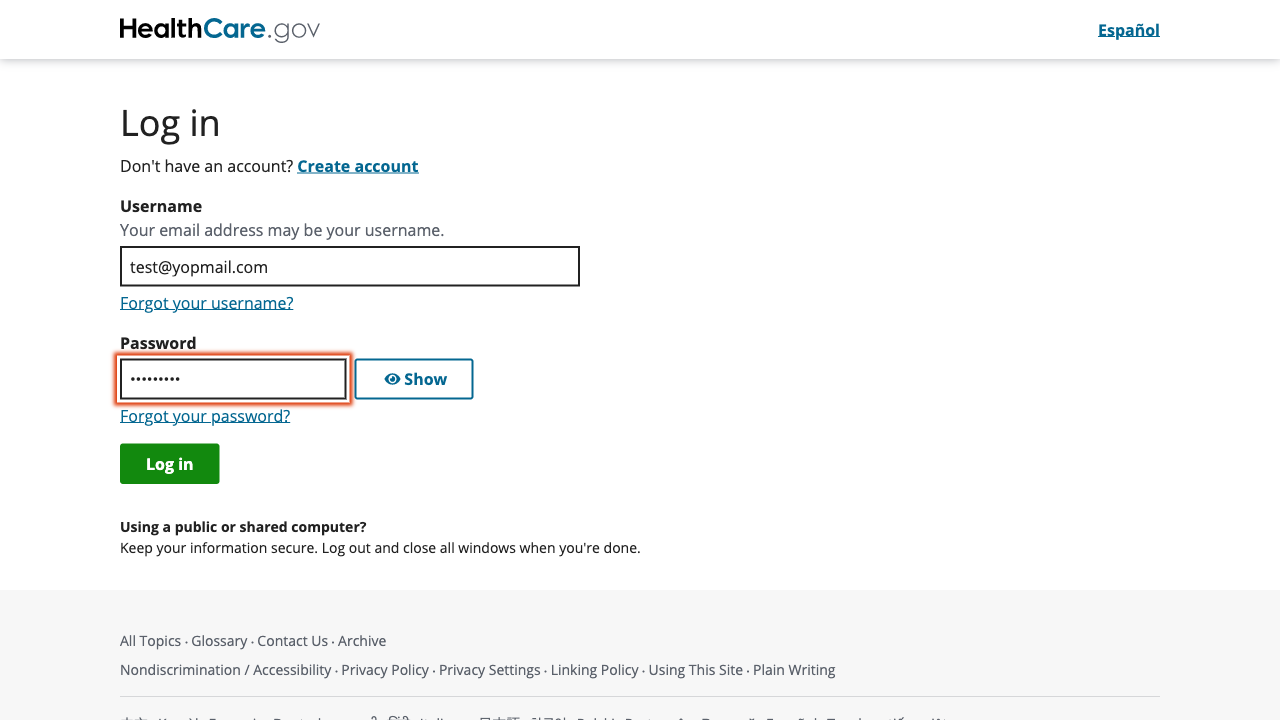 HealthCare.gov
Español
Log in
Don't have an account? Create account
Username
Your email address may be your username.
test@yopmail.com
Forgot your username?
Password
•••••••••
Show
Forgot your password?
Log in
Using a public or shared computer?
Keep your information secure. Log out and close all windows when you're done.
All Topics · Glossary · Contact Us · Archive
Nondiscrimination / Accessibility · Privacy Policy · Privacy Settings · Linking Policy · Using This Site · Plain Writing